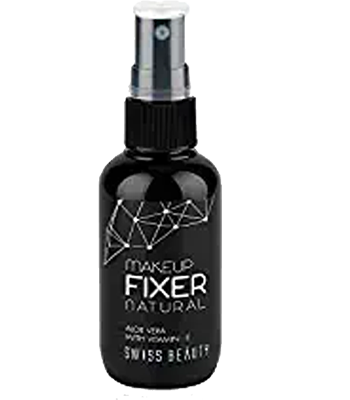 MAKEUP
FIXER
NATURAL
ALOE VERA
WITH VITAMIN E
SWISS BEAUTY